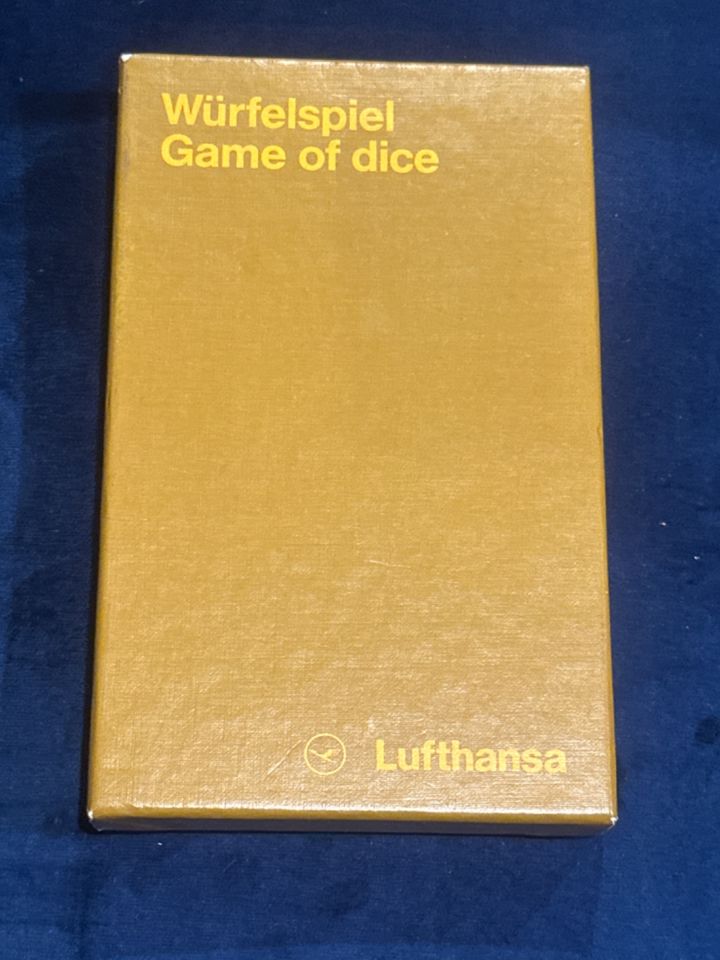 Würfelspiel
Game of dice
Lufthansa